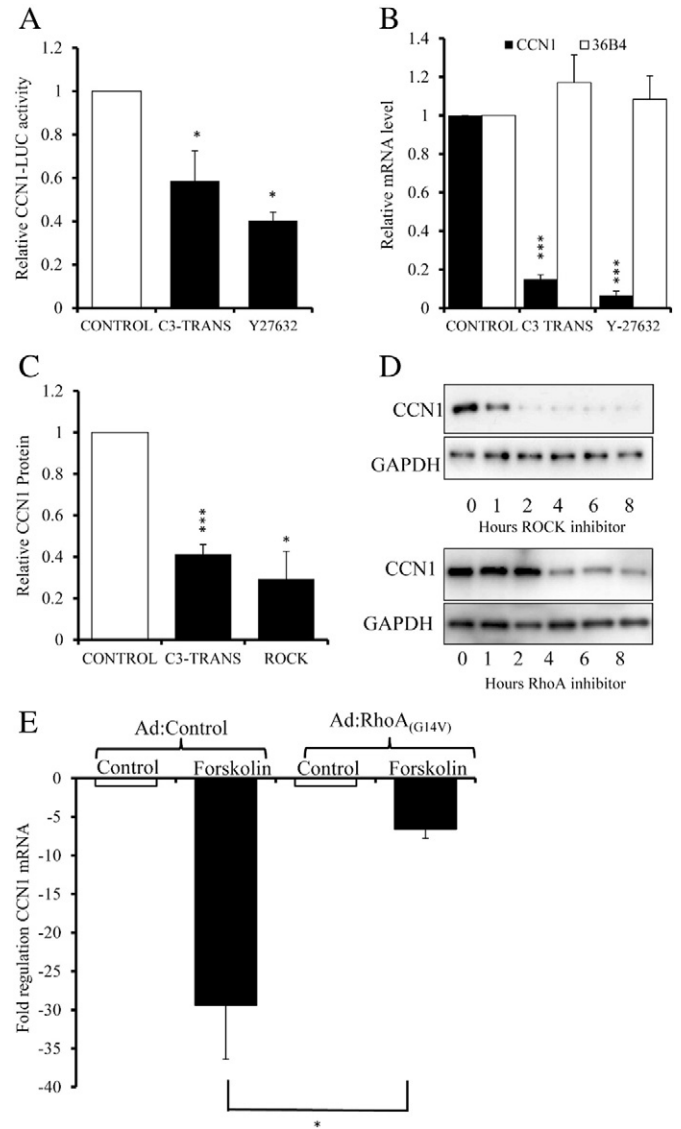 A
Relative CCN1-LUC activity
1.2
1
0.8
0.6
0.4
0.2
0
*
*
CONTROL C3-TRANS Y27632
B
Relative mRNA level
1.4
1.2
1
0.8
0.6
0.4
0.2
0
CCN1 36B4
***
***
CONTROL C3 TRANS Y-27632
C
Relative CCN1 Protein
1.2
1
0.8
0.6
0.4
0.2
0
***
*
CONTROL C3-TRANS ROCK
D
CCN1
GAPDH
0 1 2 4 6 8
Hours ROCK inhibitor
CCN1
GAPDH
0 1 2 4 6 8
Hours RhoA inhibitor
E
Ad:Control Ad:RhoA(G14V)
Control Forskolin Control Forskolin
Fold regulation CCN1 mRNA
0
-5
-10
-15
-20
-25
-30
-35
-40
*